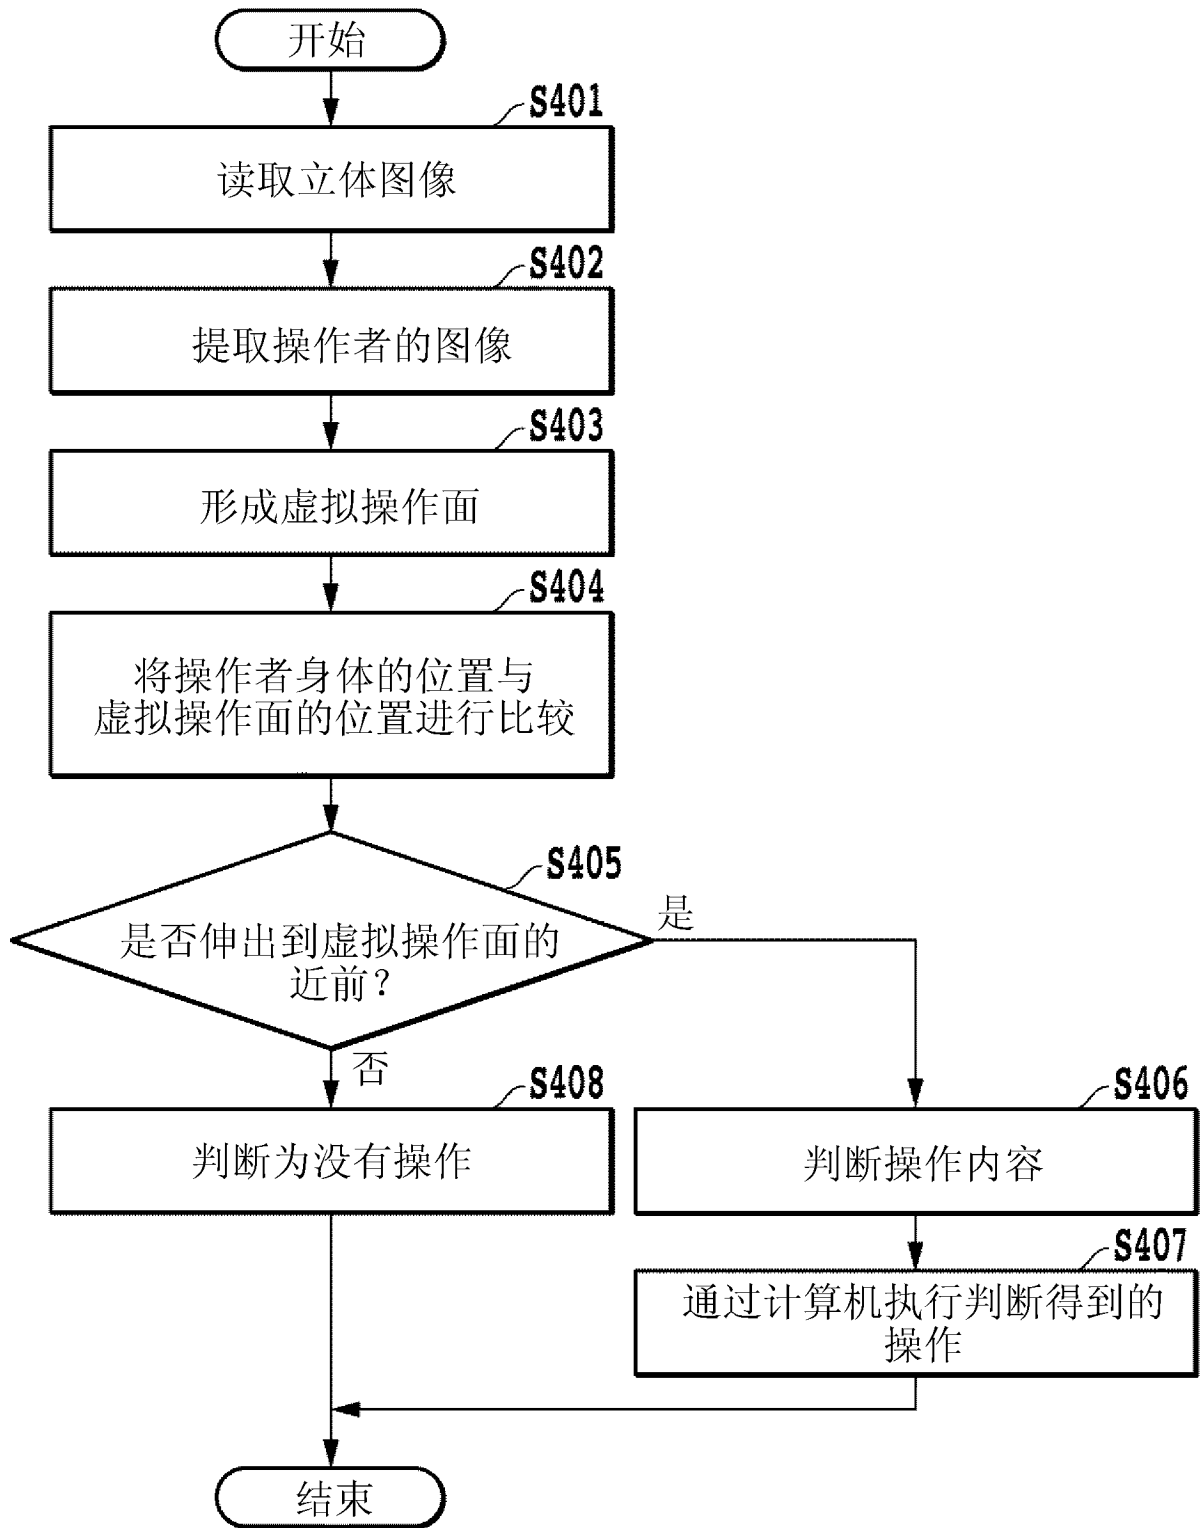 开始
S401
读取立体图像
S402
提取操作者的图像
S403
形成虚拟操作面
S404
将操作者身体的位置与
虚拟操作面的位置进行比较
S405
是否伸出到虚拟操作面的
近前?
是
否
S408
判断为没有操作
S406
判断操作内容
S407
通过计算机执行判断得到的
操作
结束